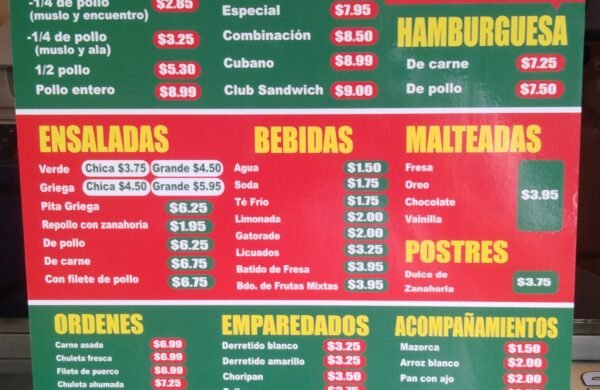 -1/4 de pollo $2.85
(muslo y encuentro)
-1/4 de pollo $3.25
(muslo y ala)
1/2 pollo $5.30
Pollo entero $8.99
Especial $7.95
Combinación $8.50
Cubano $8.99
Club Sandwich $9.00
HAMBURGUESA
De carne $7.25
De pollo $7.50
ENSALADAS
Verde Chica $3.75 Grande $4.50
Griega Chica $4.50 Grande $5.95
Pita Griega $6.25
Repollo con zanahoria $1.95
De pollo $6.25
De carne $6.75
Con filete de pollo $6.75
BEBIDAS
Agua $1.50
Soda $1.75
Té Frío $1.75
Limonada $2.00
Gatorade $2.00
Licuados $3.25
Batido de Fresa $3.95
Bdo. de Frutas Mixtas $3.95
MALTEADAS
Fresa
Oreo
Chocolate
Vainilla
$3.95
POSTRES
Dulce de
Zanahoria
$3.75
ORDENES
Carne asada $6.99
Chuleta fresca $6.99
Filete de puerco $6.99
Chuleta ahumada $7.25
EMPAREDADOS
Derretido blanco $3.25
Derretido amarillo $3.25
Choripan $3.50
ACOMPAÑAMIENTOS
Mazorca $1.50
Arroz blanco $2.00
Pan con ajo $2.00